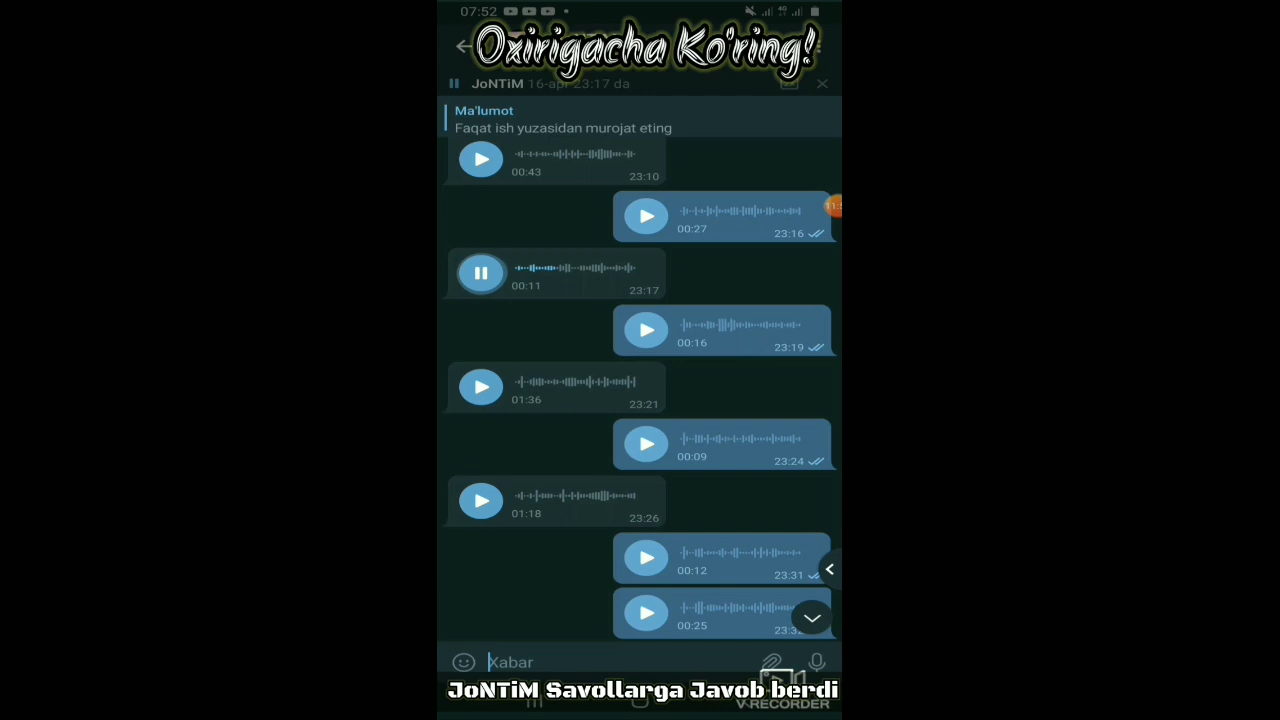 07:52
4G
Oxirigacha Ko'ring!
JoNTiM 16-apr 23:17 da
Ma'lumot
Faqat ish yuzasidan murojat eting
00:43
23:10
00:27
23:16
00:11
23:17
00:16
23:19
01:36
23:21
00:09
23:24
01:18
23:26
00:12
23:31
00:25
Xabar
JoNTiM Savollarga Javob berdi
V RECORDER